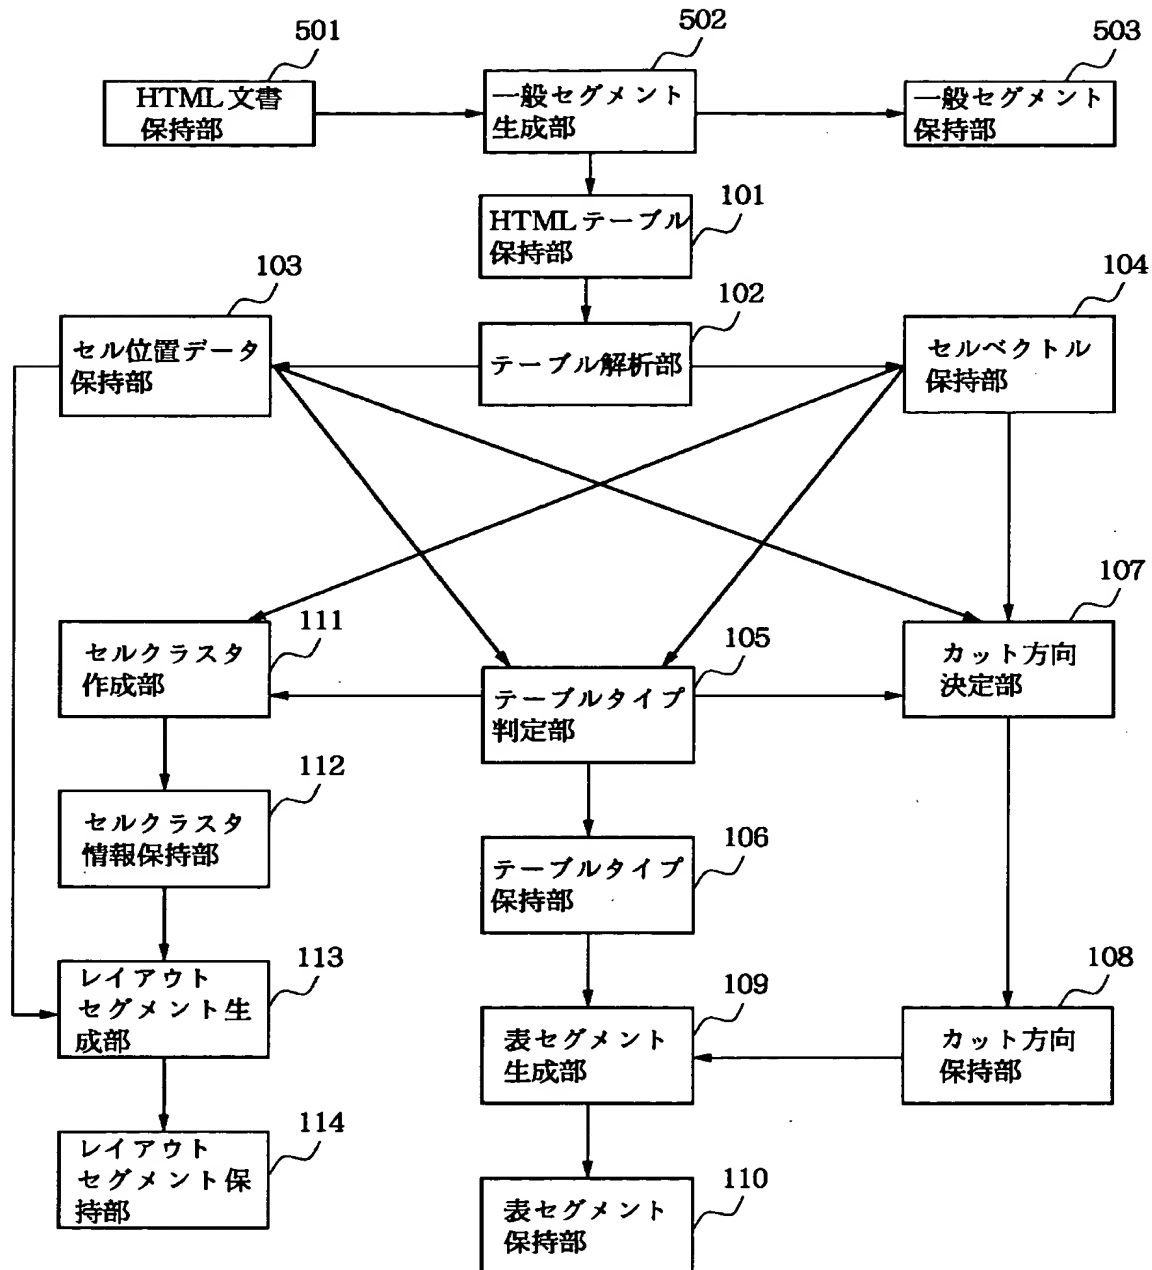 501
502
503
HTML文書
保持部
一般セグメント
生成部
一般セグメント
保持部
101
HTMLテーブル
保持部
103
102
104
セル位置データ
保持部
テーブル解析部
セルベクトル
保持部
111
105
107
セルクラスタ
作成部
テーブルタイプ
判定部
カット方向
決定部
112
セルクラスタ
情報保持部
106
テーブルタイプ
保持部
113
レイアウト
セグメント生
成部
109
表セグメント
生成部
108
カット方向
保持部
114
レイアウト
セグメント保
持部
110
表セグメント
保持部